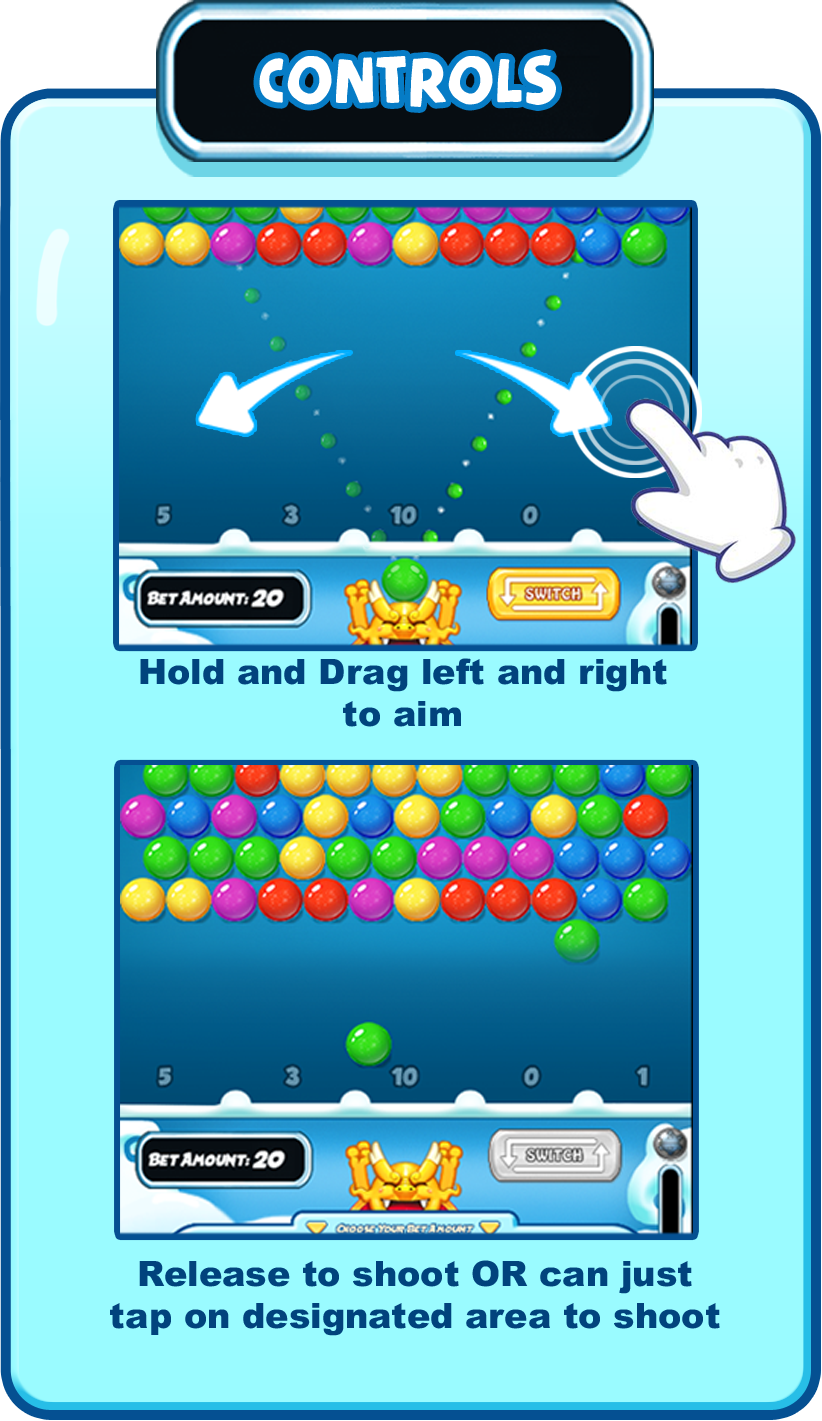 CONTROLS
5 3 10 0
BET AMOUNT: 20
SWITCH
Hold and Drag left and right
to aim
5 3 10 0 1
BET AMOUNT: 20
SWITCH
CHOOSE YOUR BET AMOUNT
Release to shoot OR can just
tap on designated area to shoot